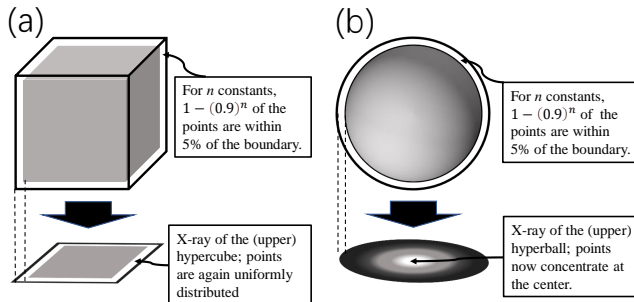 (a)
For n constants,
1 − (0.9)ⁿ of the
points are within
5% of the boundary.
X-ray of the (upper)
hypercube; points
are again uniformly
distributed
(b)
For n constants,
1 − (0.9)ⁿ of the
points are within
5% of the boundary.
X-ray of the (upper)
hyperball; points
now concentrate at
the center.